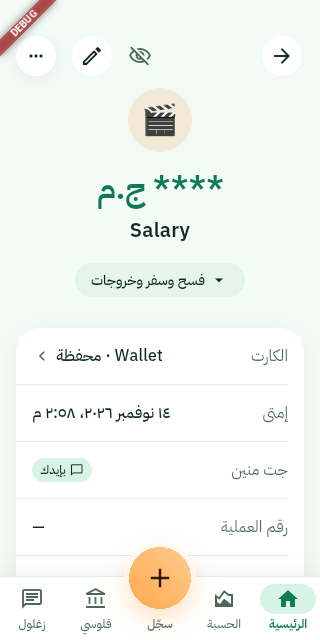 DEBUG
**** ج.م
Salary
فسح وسفر وخروجات
الكارت
Wallet · محفظة
إمتى
١٤ نوفمبر ٢٠٢٦، ٢:٥٨ م
جت منين
بإيدك
رقم العملية
—
الرئيسية
الحسبة
سجّل
فلوسي
زغلول